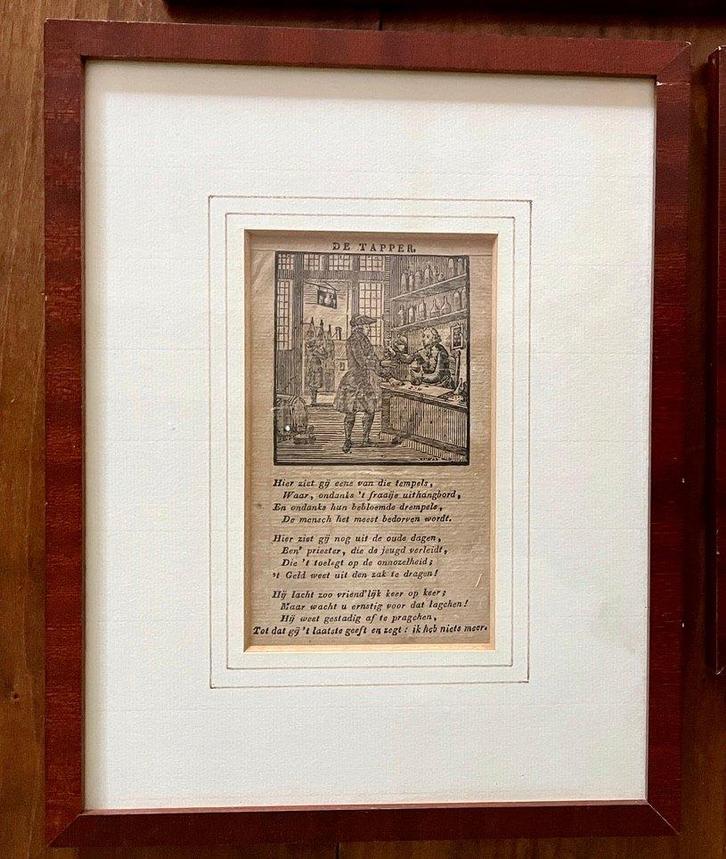 DE TAPPER.
Hier ziet gij eene van die tempels,
Waar, ondanks 't fraaije uithangbord,
En ondanks hun bebloemde drempels,
De mensch het meest bedorven wordt.
Hier ziet gij nog uit de oude dagen,
Een' priester, die de jeugd verleidt,
Die 't toelegt op de onnozelheid;
't Geld weet uit den zak te dragen!
Hij lacht zoo vriend'lijk keer op keer;
Maar wacht u ernstig voor dat lagchen!
Hij weet gestadig af te pragchen,
Tot dat gij 't laatste geeft en zegt: ik heb niets meer.